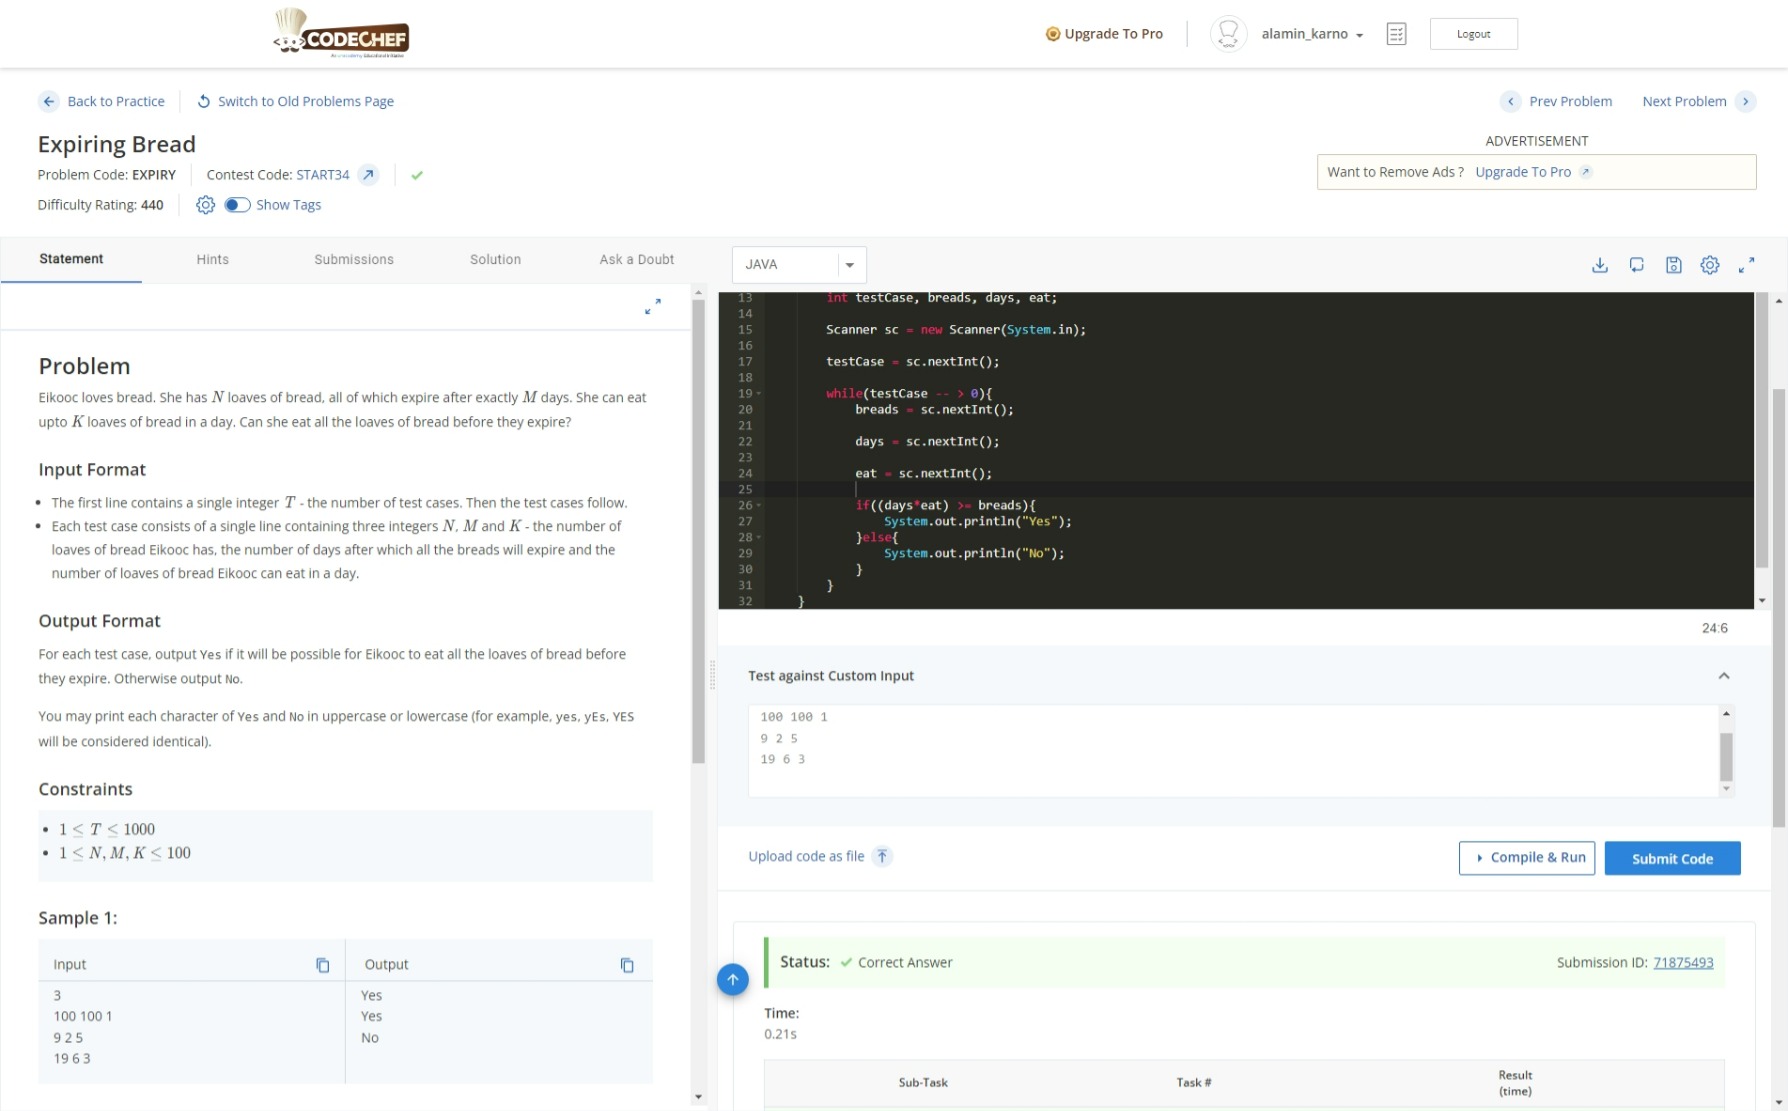 CODECHEF
Upgrade To Pro
alamin_karno
Logout
Back to Practice
Switch to Old Problems Page
Prev Problem
Next Problem
Expiring Bread
ADVERTISEMENT
Problem Code: EXPIRY
Contest Code: START34
Want to Remove Ads ? Upgrade To Pro
Difficulty Rating: 440
Show Tags
Statement
Hints
Submissions
Solution
Ask a Doubt
Problem
Eikooc loves bread. She has N loaves of bread, all of which expire after exactly M days. She can eat
upto K loaves of bread in a day. Can she eat all the loaves of bread before they expire?
Input Format
• The first line contains a single integer T - the number of test cases. Then the test cases follow.
• Each test case consists of a single line containing three integers N, M and K - the number of
loaves of bread Eikooc has, the number of days after which all the breads will expire and the
number of loaves of bread Eikooc can eat in a day.
Output Format
For each test case, output Yes if it will be possible for Eikooc to eat all the loaves of bread before
they expire. Otherwise output No.
You may print each character of Yes and No in uppercase or lowercase (for example, yes, yEs, YES
will be considered identical).
Constraints
• 1 ≤ T ≤ 1000
• 1 ≤ N, M, K ≤ 100
Sample 1:
Input
Output
3
100 100 1
9 2 5
19 6 3
Yes
Yes
No
JAVA
13 int testCase, breads, days, eat;
14
15 Scanner sc = new Scanner(System.in);
16
17 testCase = sc.nextInt();
18
19 while(testCase -- > 0){
20 breads = sc.nextInt();
21
22 days = sc.nextInt();
23
24 eat = sc.nextInt();
25
26 if((days*eat) >= breads){
27 System.out.println("Yes");
28 }else{
29 System.out.println("No");
30 }
31 }
32 }
24:6
Test against Custom Input
100 100 1
9 2 5
19 6 3
Upload code as file
Compile & Run
Submit Code
Status: Correct Answer
Submission ID: 71875493
Time:
0.21s
Sub-Task
Task #
Result
(time)